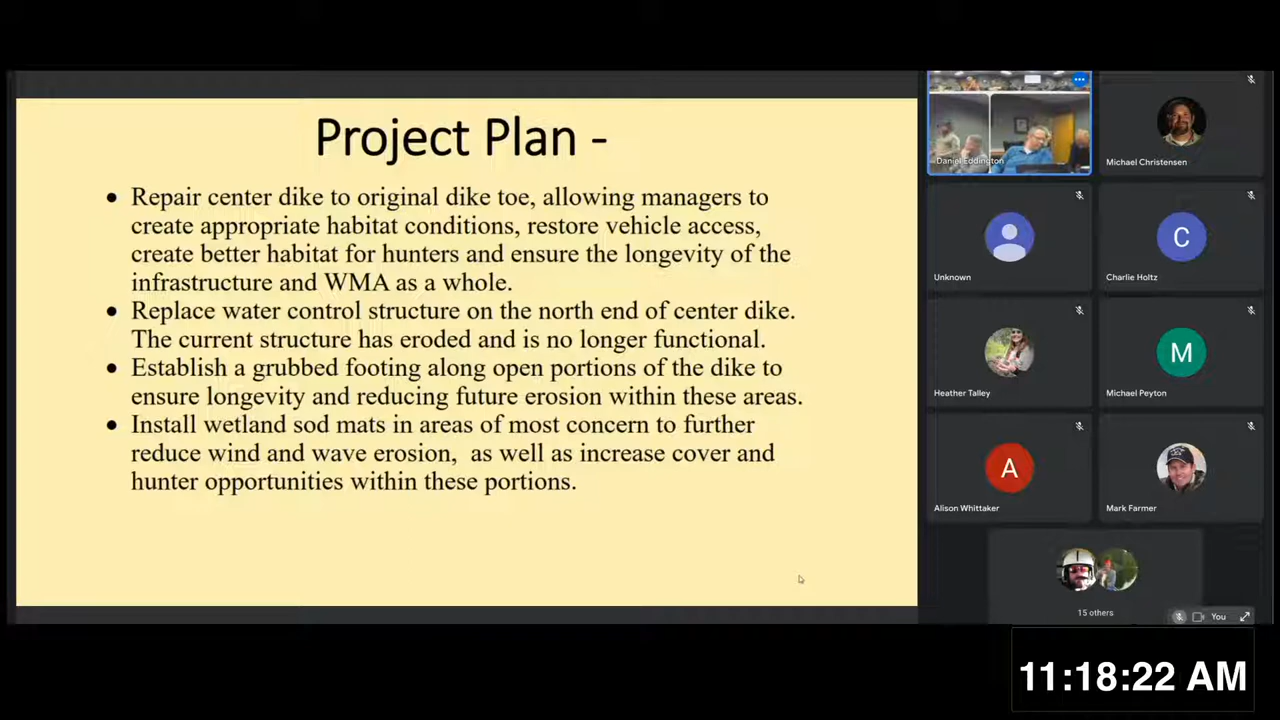 Project Plan -
• Repair center dike to original dike toe, allowing managers to
create appropriate habitat conditions, restore vehicle access,
create better habitat for hunters and ensure the longevity of the
infrastructure and WMA as a whole.
• Replace water control structure on the north end of center dike.
The current structure has eroded and is no longer functional.
• Establish a grubbed footing along open portions of the dike to
ensure longevity and reducing future erosion within these areas.
• Install wetland sod mats in areas of most concern to further
reduce wind and wave erosion,  as well as increase cover and
hunter opportunities within these portions.
Daniel Eddington
Michael Christensen
Unknown
C
Charlie Holtz
Heather Talley
M
Michael Peyton
A
Alison Whittaker
Mark Farmer
15 others
You
11:18:22 AM